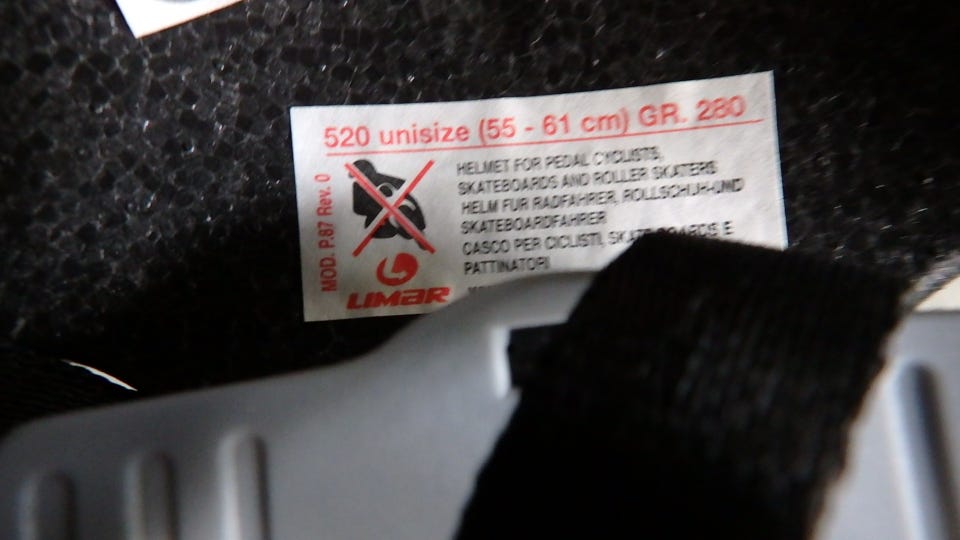 520 unisize (55 - 61 cm) GR. 280
MOD. P.87 Rev. 0
HELMET FOR PEDAL CYCLISTS,
SKATEBOARDS AND ROLLER SKATERS
HELM FUR RADFAHRER, ROLLSCHUH-UND
SKATEBOARDFAHRER
CASCO PER CICLISTI, SKATEBOARDS E
PATTINATORI
LIMAR